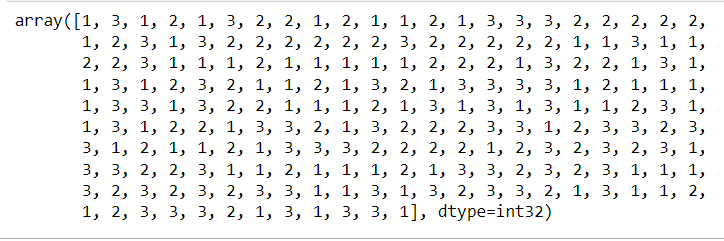 array([1, 3, 1, 2, 1, 3, 2, 2, 1, 2, 1, 1, 2, 1, 3, 3, 3, 2, 2, 2, 2, 2,
1, 2, 3, 1, 3, 2, 2, 2, 2, 2, 2, 3, 2, 2, 2, 2, 2, 1, 1, 3, 1, 1,
2, 2, 3, 1, 1, 1, 2, 1, 1, 1, 1, 1, 2, 2, 2, 1, 3, 2, 2, 1, 3, 1,
1, 3, 1, 2, 3, 2, 1, 1, 2, 1, 3, 2, 1, 3, 3, 3, 3, 1, 2, 1, 1, 1,
1, 3, 3, 1, 3, 2, 2, 1, 1, 1, 2, 1, 3, 1, 3, 1, 3, 1, 1, 2, 3, 1,
1, 3, 1, 2, 2, 1, 3, 3, 2, 1, 3, 2, 2, 2, 3, 3, 1, 2, 3, 3, 2, 3,
3, 1, 2, 1, 1, 2, 1, 3, 3, 3, 2, 2, 2, 2, 1, 2, 3, 2, 3, 2, 3, 1,
3, 3, 2, 2, 3, 1, 1, 2, 1, 1, 1, 2, 1, 3, 3, 2, 3, 2, 3, 1, 1, 1,
3, 2, 3, 2, 3, 2, 3, 3, 1, 1, 3, 1, 3, 2, 3, 3, 2, 1, 3, 1, 1, 2,
1, 2, 3, 3, 3, 2, 1, 3, 1, 3, 3, 1], dtype=int32)